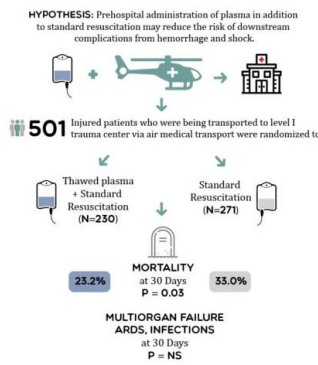 HYPOTHESIS: Prehospital administration of plasma in addition
to standard resuscitation may reduce the risk of downstream
complications from hemorrhage and shock.
501 Injured patients who were being transported to level I
trauma center via air medical transport were randomized to
Thawed plasma
+ Standard
Resuscitation
(N=230)
Standard
Resuscitation
(N=271)
MORTALITY
23.2% at 30 Days 33.0%
P = 0.03
MULTIORGAN FAILURE
ARDS, INFECTIONS
at 30 Days
P = NS